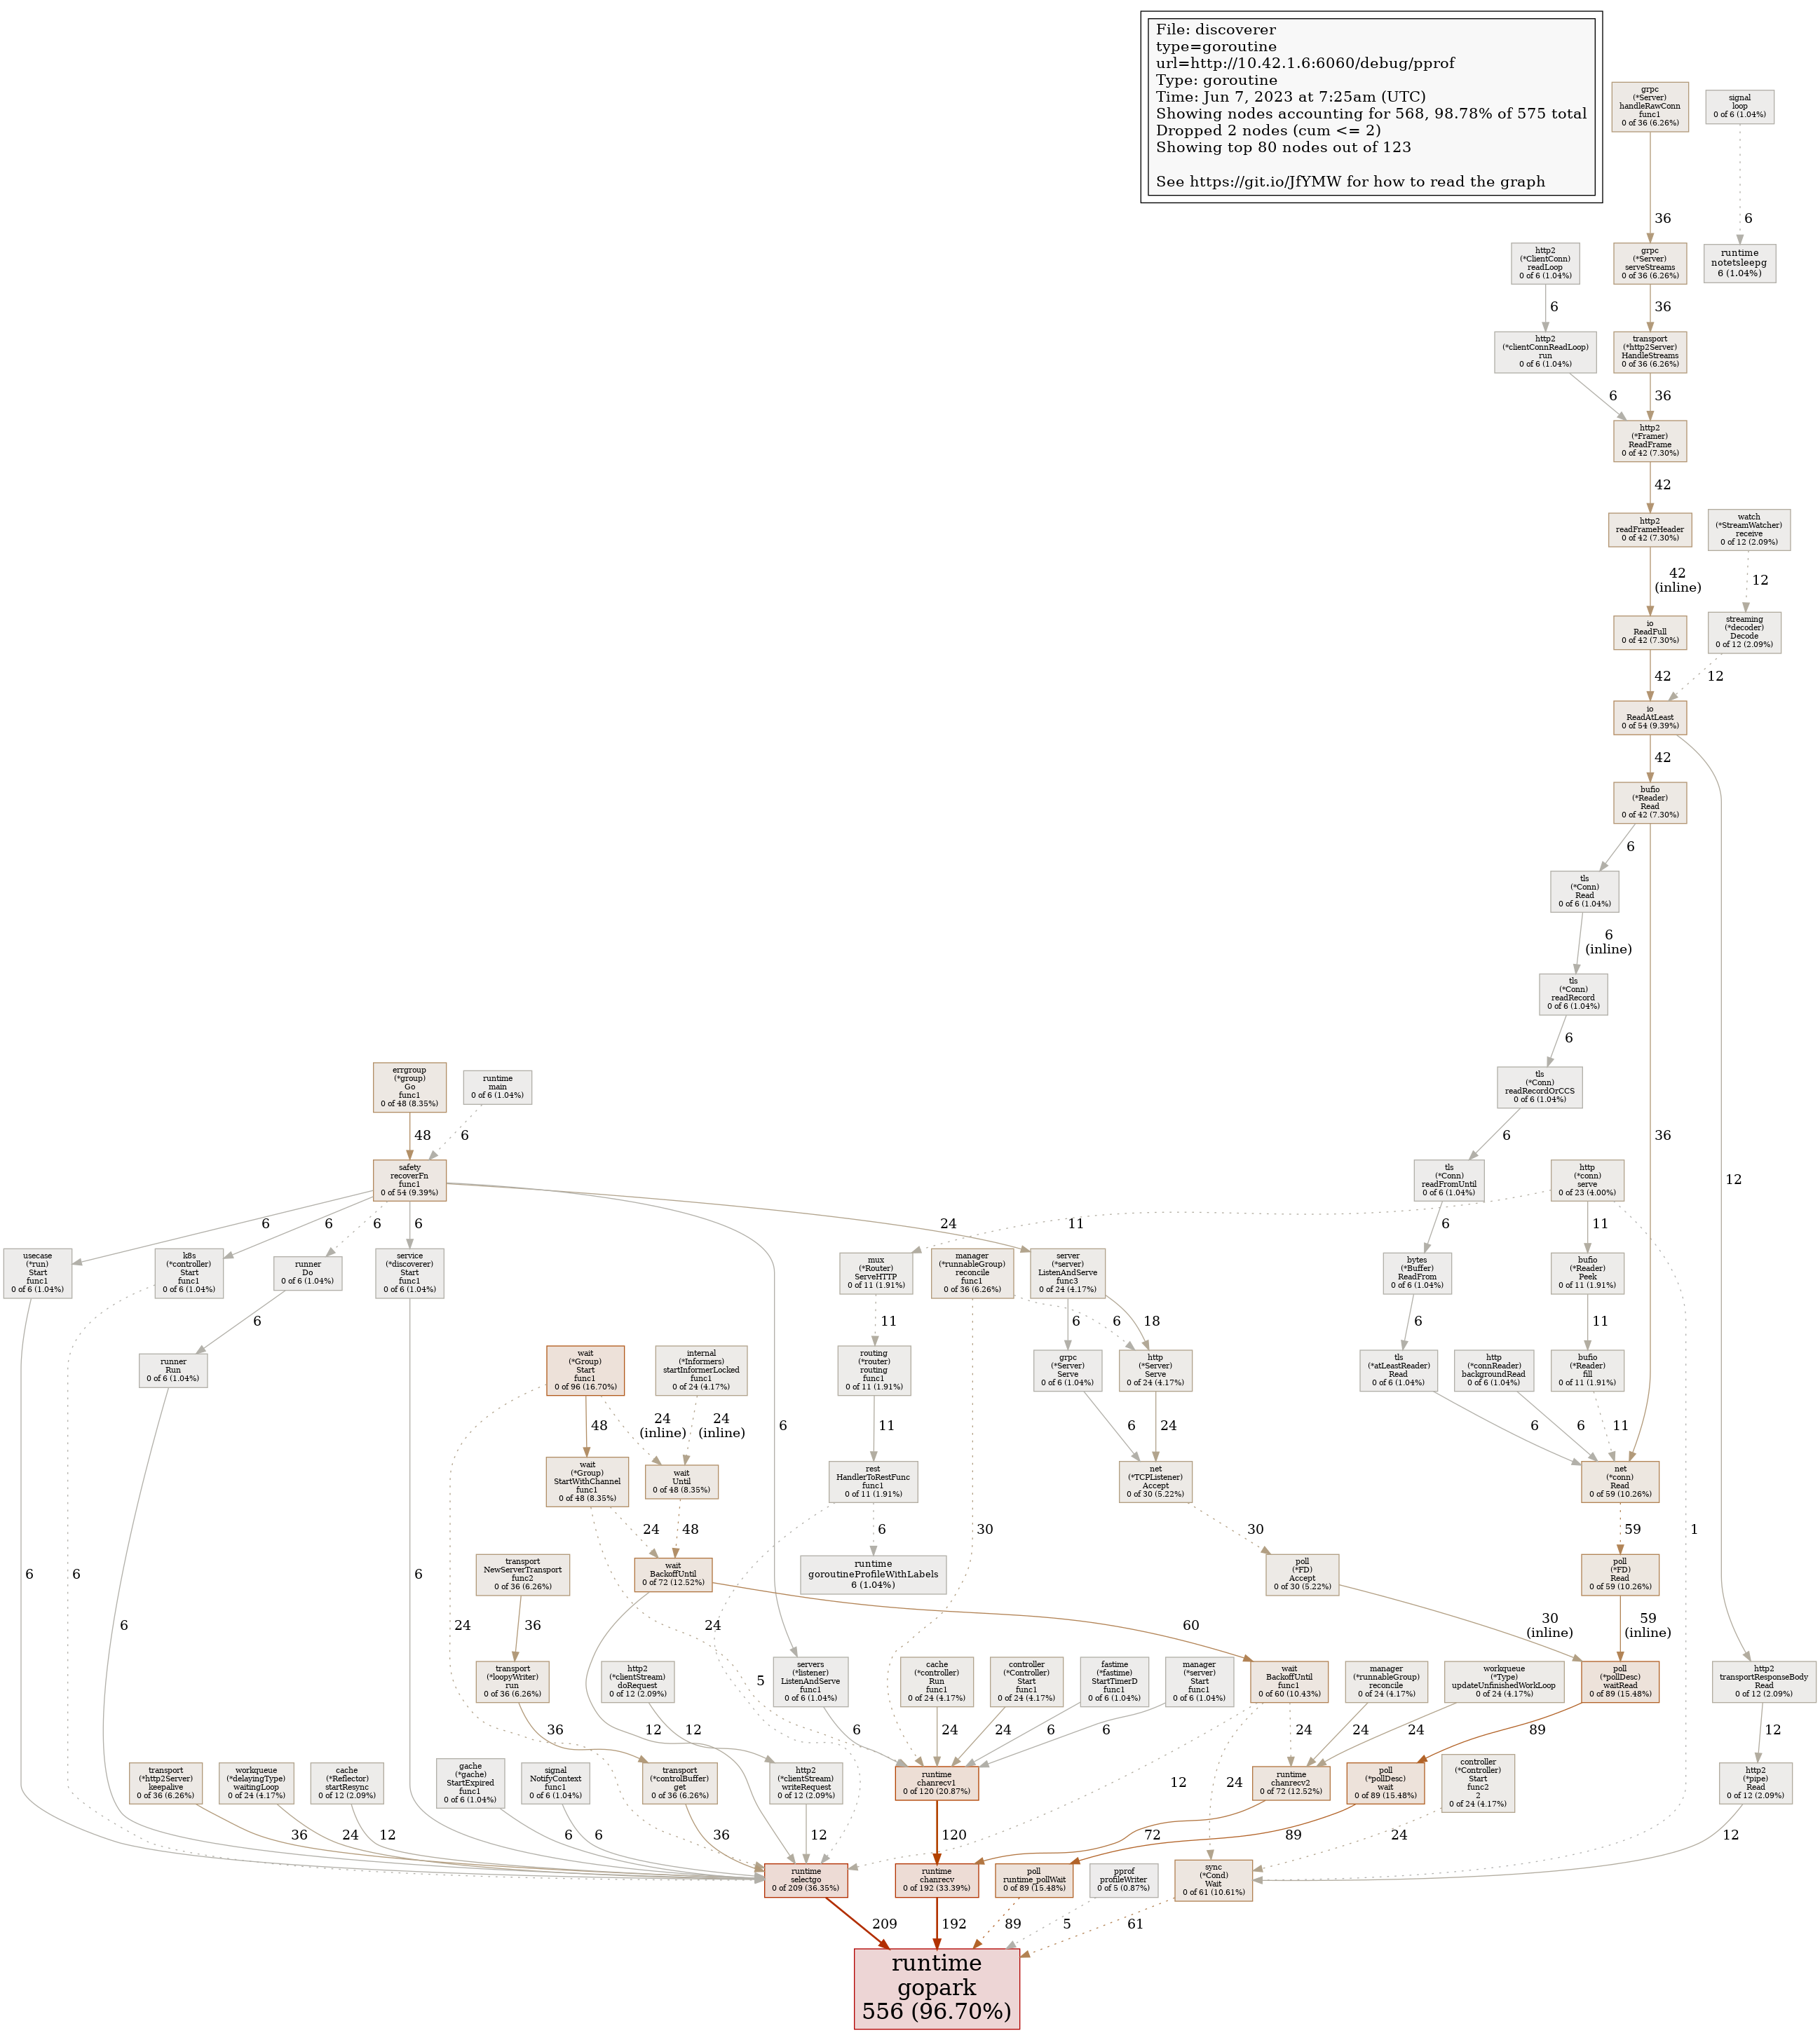 File: discoverer
type=goroutine
url=http://10.42.1.6:6060/debug/pprof
Type: goroutine
Time: Jun 7, 2023 at 7:25am (UTC)
Showing nodes accounting for 568, 98.78% of 575 total
Dropped 2 nodes (cum <= 2)
Showing top 80 nodes out of 123
See https://git.io/JfYMW for how to read the graph
grpc
(*Server)
handleRawConn
func1
0 of 36 (6.26%)
signal
loop
0 of 6 (1.04%)
36
6
http2
(*ClientConn)
readLoop
0 of 6 (1.04%)
grpc
(*Server)
serveStreams
0 of 36 (6.26%)
runtime
notetsleepg
6 (1.04%)
6
36
http2
(*clientConnReadLoop)
run
0 of 6 (1.04%)
transport
(*http2Server)
HandleStreams
0 of 36 (6.26%)
6
36
http2
(*Framer)
ReadFrame
0 of 42 (7.30%)
42
http2
readFrameHeader
0 of 42 (7.30%)
watch
(*StreamWatcher)
receive
0 of 12 (2.09%)
42
(inline)
12
io
ReadFull
0 of 42 (7.30%)
streaming
(*decoder)
Decode
0 of 12 (2.09%)
42
12
io
ReadAtLeast
0 of 54 (9.39%)
42
bufio
(*Reader)
Read
0 of 42 (7.30%)
6
tls
(*Conn)
Read
0 of 6 (1.04%)
6
(inline)
tls
(*Conn)
readRecord
0 of 6 (1.04%)
6
errgroup
(*group)
Go
func1
0 of 48 (8.35%)
runtime
main
0 of 6 (1.04%)
tls
(*Conn)
readRecordOrCCS
0 of 6 (1.04%)
48
6
6
36
safety
recoverFn
func1
0 of 54 (9.39%)
tls
(*Conn)
readFromUntil
0 of 6 (1.04%)
http
(*conn)
serve
0 of 23 (4.00%)
12
6
6
6
6
24
11
6
11
usecase
(*run)
Start
func1
0 of 6 (1.04%)
k8s
(*controller)
Start
func1
0 of 6 (1.04%)
runner
Do
0 of 6 (1.04%)
service
(*discoverer)
Start
func1
0 of 6 (1.04%)
mux
(*Router)
ServeHTTP
0 of 11 (1.91%)
manager
(*runnableGroup)
reconcile
func1
0 of 36 (6.26%)
server
(*server)
ListenAndServe
func3
0 of 24 (4.17%)
bytes
(*Buffer)
ReadFrom
0 of 6 (1.04%)
bufio
(*Reader)
Peek
0 of 11 (1.91%)
6
11
6
6
18
6
11
runner
Run
0 of 6 (1.04%)
wait
(*Group)
Start
func1
0 of 96 (16.70%)
internal
(*Informers)
startInformerLocked
func1
0 of 24 (4.17%)
routing
(*router)
routing
func1
0 of 11 (1.91%)
grpc
(*Server)
Serve
0 of 6 (1.04%)
http
(*Server)
Serve
0 of 24 (4.17%)
tls
(*atLeastReader)
Read
0 of 6 (1.04%)
http
(*connReader)
backgroundRead
0 of 6 (1.04%)
bufio
(*Reader)
fill
0 of 11 (1.91%)
48
24
(inline)
24
(inline)
6
11
6
24
6
6
11
wait
(*Group)
StartWithChannel
func1
0 of 48 (8.35%)
wait
Until
0 of 48 (8.35%)
rest
HandlerToRestFunc
func1
0 of 11 (1.91%)
net
(*TCPListener)
Accept
0 of 30 (5.22%)
net
(*conn)
Read
0 of 59 (10.26%)
24
48
6
30
30
59
1
transport
NewServerTransport
func2
0 of 36 (6.26%)
wait
BackoffUntil
0 of 72 (12.52%)
runtime
goroutineProfileWithLabels
6 (1.04%)
poll
(*FD)
Accept
0 of 30 (5.22%)
poll
(*FD)
Read
0 of 59 (10.26%)
6
6
6
6
24
36
24
60
30
(inline)
59
(inline)
transport
(*loopyWriter)
run
0 of 36 (6.26%)
http2
(*clientStream)
doRequest
0 of 12 (2.09%)
5
servers
(*listener)
ListenAndServe
func1
0 of 6 (1.04%)
cache
(*controller)
Run
func1
0 of 24 (4.17%)
controller
(*Controller)
Start
func1
0 of 24 (4.17%)
fastime
(*fastime)
StartTimerD
func1
0 of 6 (1.04%)
manager
(*server)
Start
func1
0 of 6 (1.04%)
wait
BackoffUntil
func1
0 of 60 (10.43%)
manager
(*runnableGroup)
reconcile
0 of 24 (4.17%)
workqueue
(*Type)
updateUnfinishedWorkLoop
0 of 24 (4.17%)
poll
(*pollDesc)
waitRead
0 of 89 (15.48%)
http2
transportResponseBody
Read
0 of 12 (2.09%)
36
12
12
6
24
24
6
6
24
24
24
89
12
transport
(*http2Server)
keepalive
0 of 36 (6.26%)
workqueue
(*delayingType)
waitingLoop
0 of 24 (4.17%)
cache
(*Reflector)
startResync
0 of 12 (2.09%)
gache
(*gache)
StartExpired
func1
0 of 6 (1.04%)
signal
NotifyContext
func1
0 of 6 (1.04%)
transport
(*controlBuffer)
get
0 of 36 (6.26%)
http2
(*clientStream)
writeRequest
0 of 12 (2.09%)
runtime
chanrecv1
0 of 120 (20.87%)
12
24
runtime
chanrecv2
0 of 72 (12.52%)
poll
(*pollDesc)
wait
0 of 89 (15.48%)
controller
(*Controller)
Start
func2
2
0 of 24 (4.17%)
http2
(*pipe)
Read
0 of 12 (2.09%)
36
24
12
6
6
36
12
120
72
89
24
12
runtime
selectgo
0 of 209 (36.35%)
runtime
chanrecv
0 of 192 (33.39%)
poll
runtime_pollWait
0 of 89 (15.48%)
pprof
profileWriter
0 of 5 (0.87%)
sync
(*Cond)
Wait
0 of 61 (10.61%)
209
192
89
5
61
runtime
gopark
556 (96.70%)